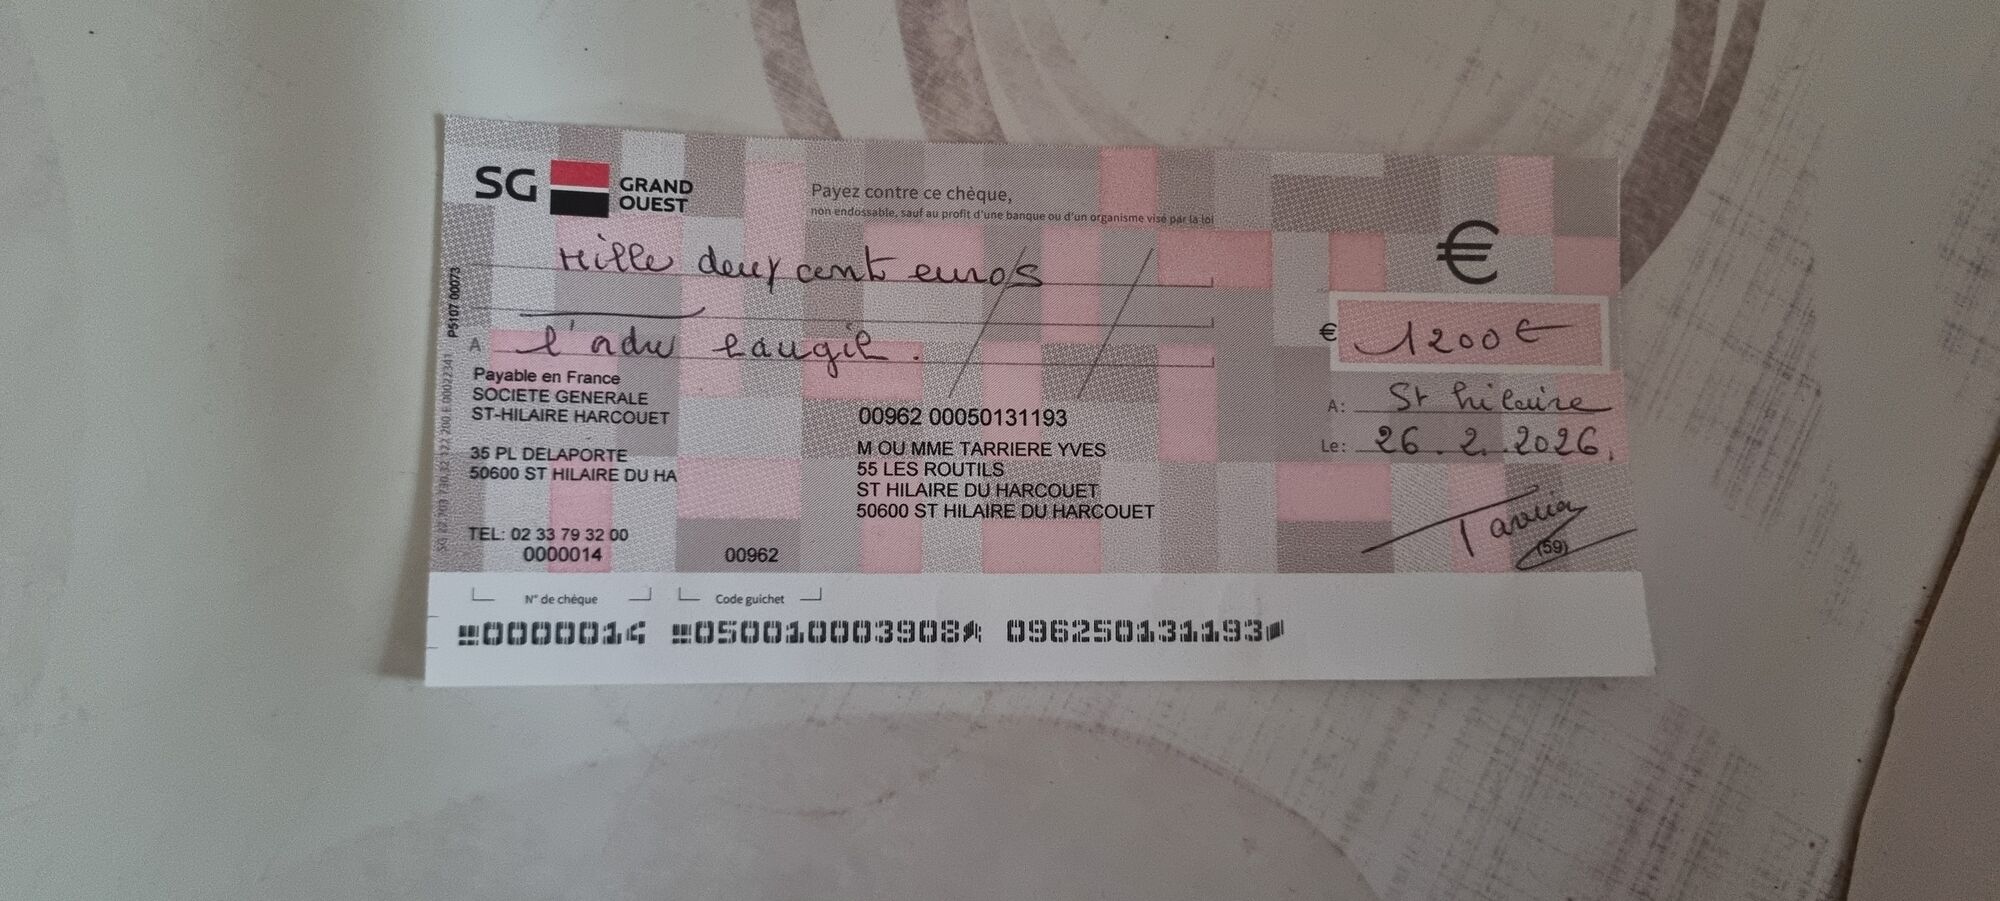 SG GRAND OUEST
Payez contre ce chèque,
non endossable, sauf au profit d'une banque ou d'un organisme visé par la loi
Mille deux cent euros
€
A l'adu eaugie.
€ 1200€
Payable en France
SOCIETE GENERALE
ST-HILAIRE HARCOUET
35 PL DELAPORTE
50600 ST HILAIRE DU HA
TEL: 02 33 79 32 00
0000014
00962
00962 00050131193
M OU MME TARRIERE YVES
55 LES ROUTILS
ST HILAIRE DU HARCOUET
50600 ST HILAIRE DU HARCOUET
A: St hilaire
Le: 26.2.2026.
(59)
P5107 00073
N° de chèque
Code guichet
0000014 050010003908 096250131193